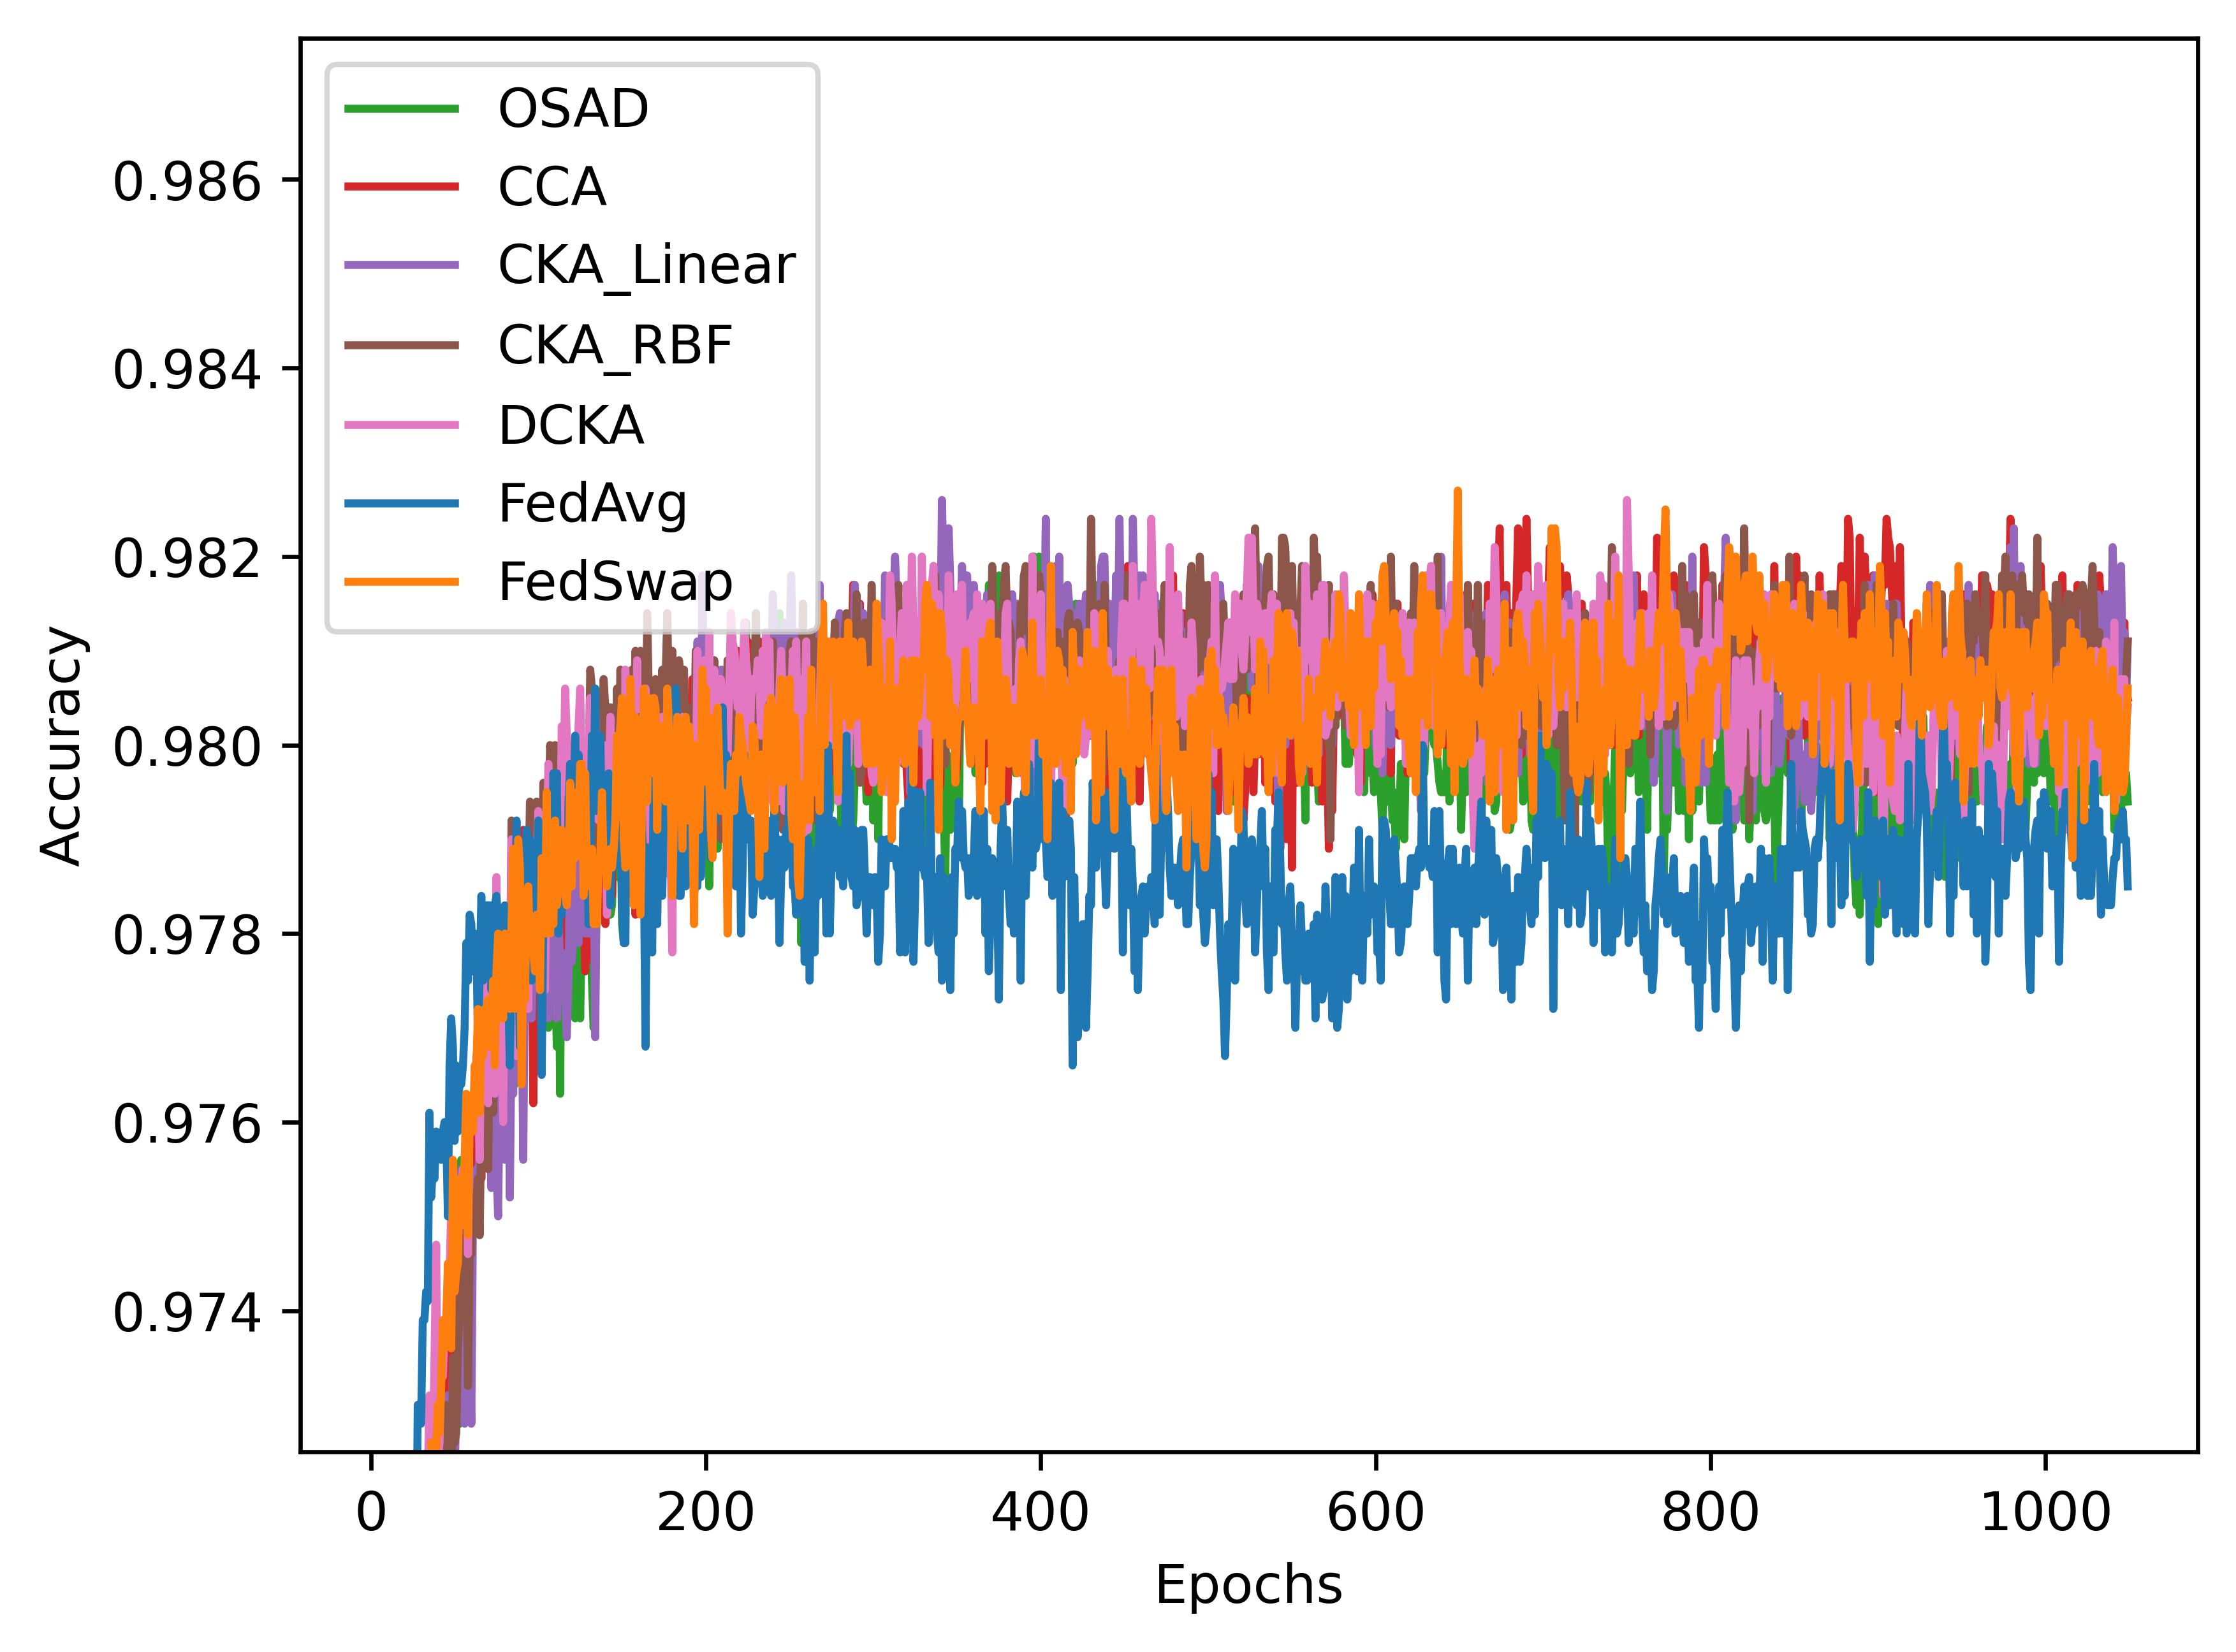 OSAD
CCA
CKA_Linear
CKA_RBF
DCKA
FedAvg
FedSwap
Accuracy
0.986
0.984
0.982
0.980
0.978
0.976
0.974
0 200 400 600 800 1000
Epochs